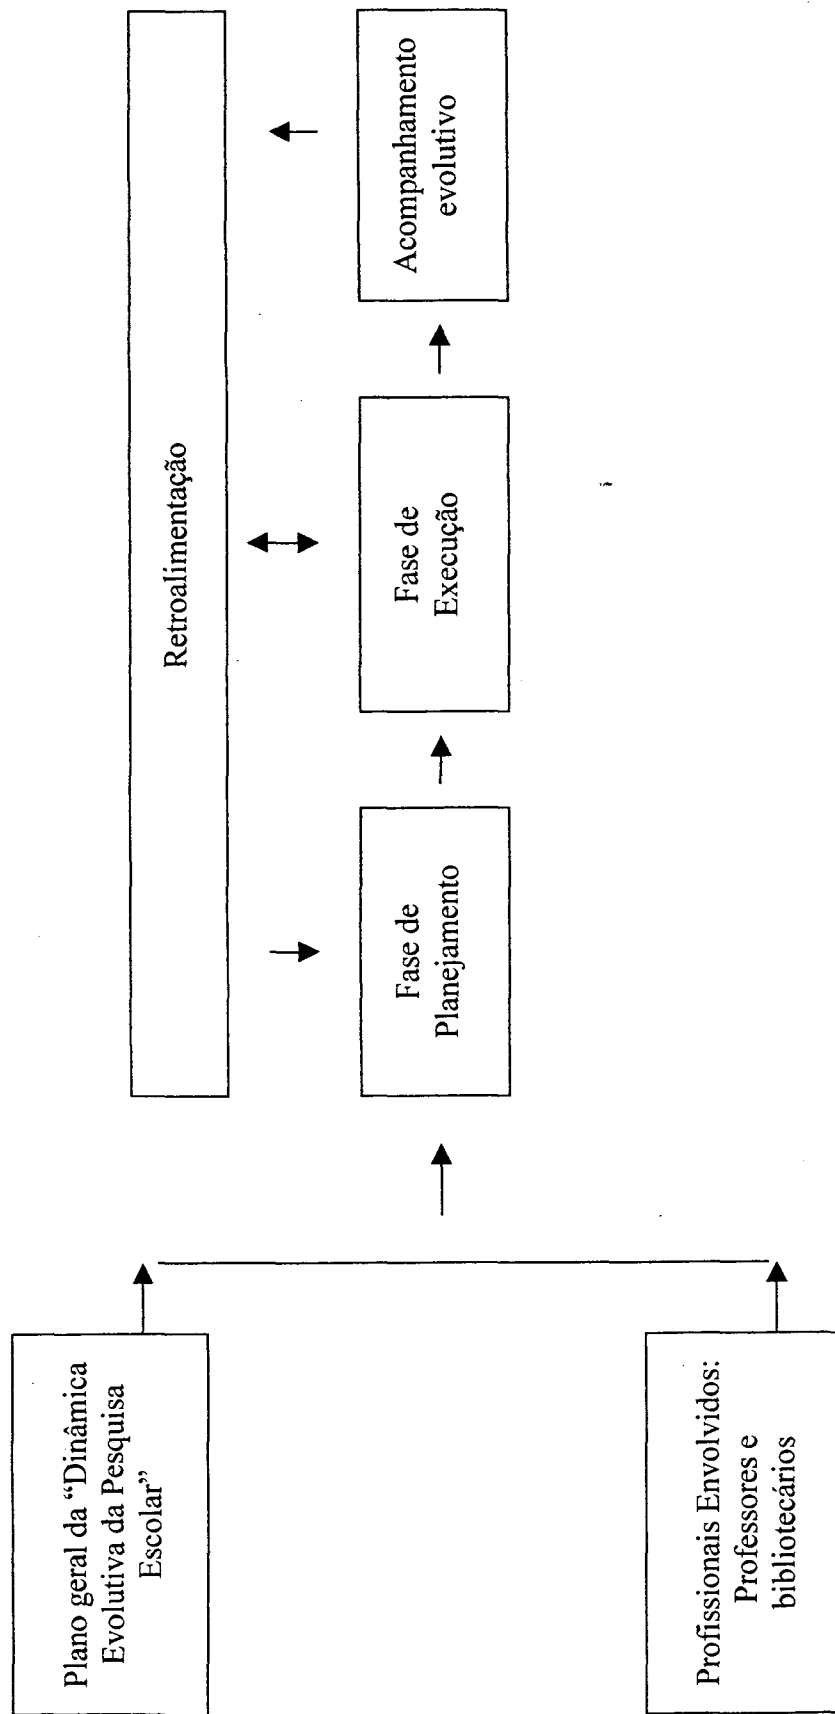 Plano geral da “Dinâmica
Evolutiva da Pesquisa
Escolar”
Profissionais Envolvidos:
Professores e
bibliotecários
Retroalimentação
Fase de
Planejamento
Fase de
Execução
Acompanhamento
evolutivo